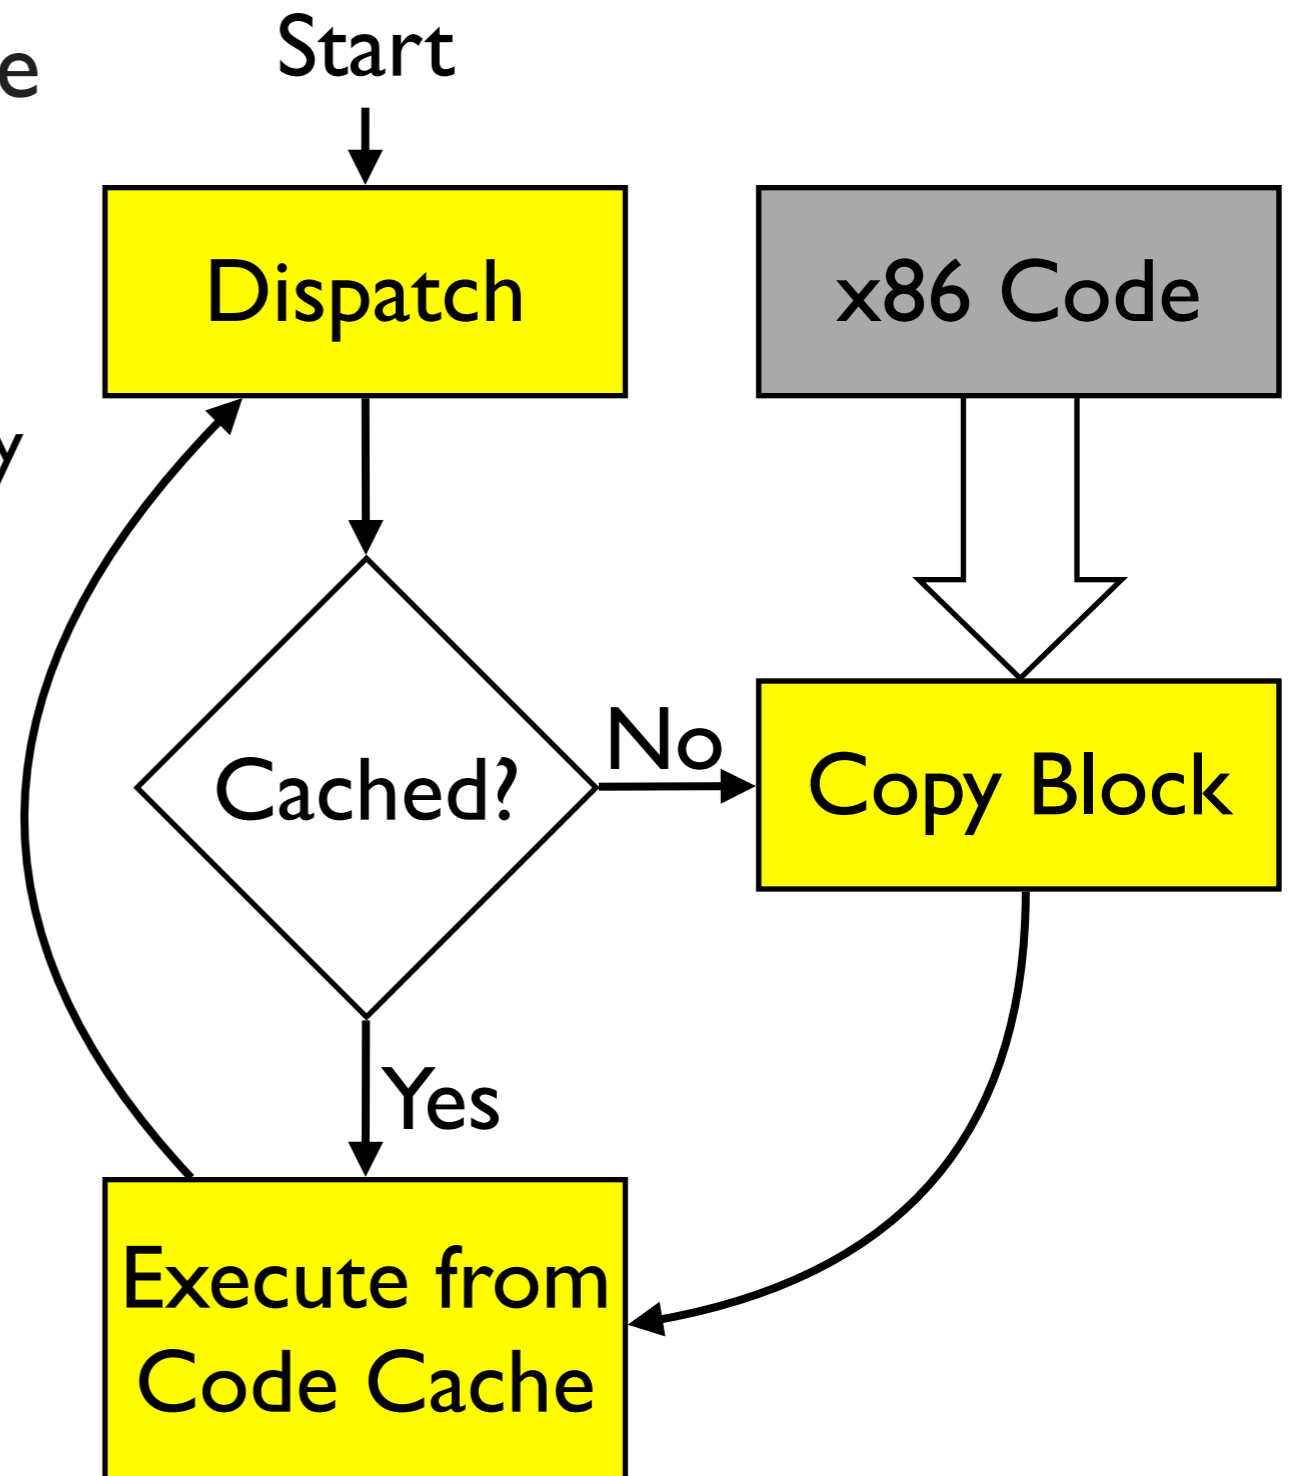 e
Start
Dispatch
x86 Code
y
Cached?
No
Copy Block
Yes
Execute from
Code Cache